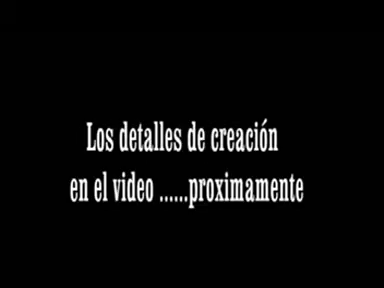 Los detalles de creación
en el video ......proximamente